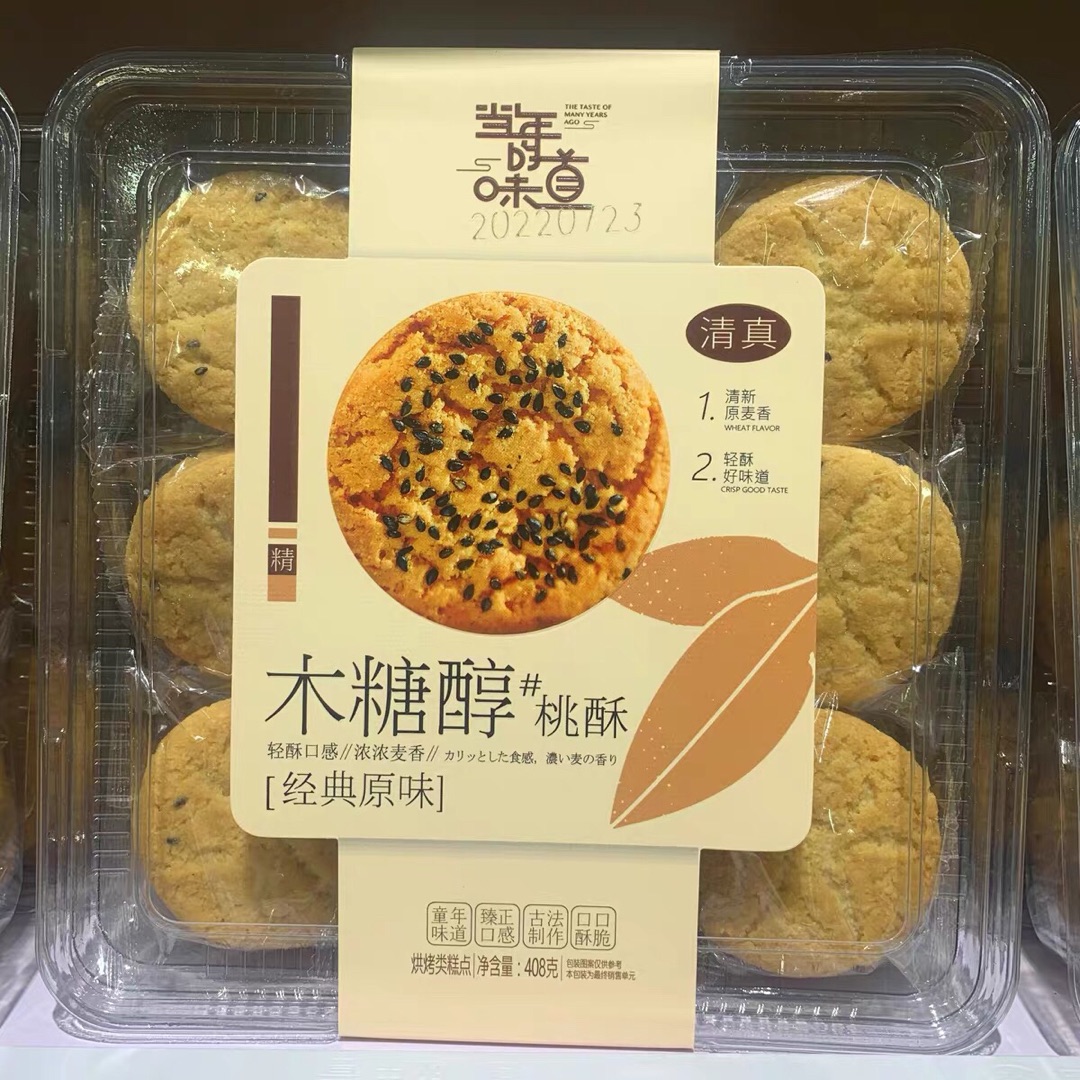 当年
味道
THE TASTE OF
MANY YEARS
AGO
20220723
清真
1. 清新
原麦香
WHEAT FLAVOR
2. 轻酥
好味道
CRISP GOOD TASTE
精
木糖醇#桃酥
轻酥口感//浓浓麦香// カリッとした食感，濃い麦の香り
[经典原味]
童年 臻正 古法 口口
味道 口感 制作 酥脆
烘烤类糕点|净含量：408克|包装图案仅供参考
本包装为最终销售单元